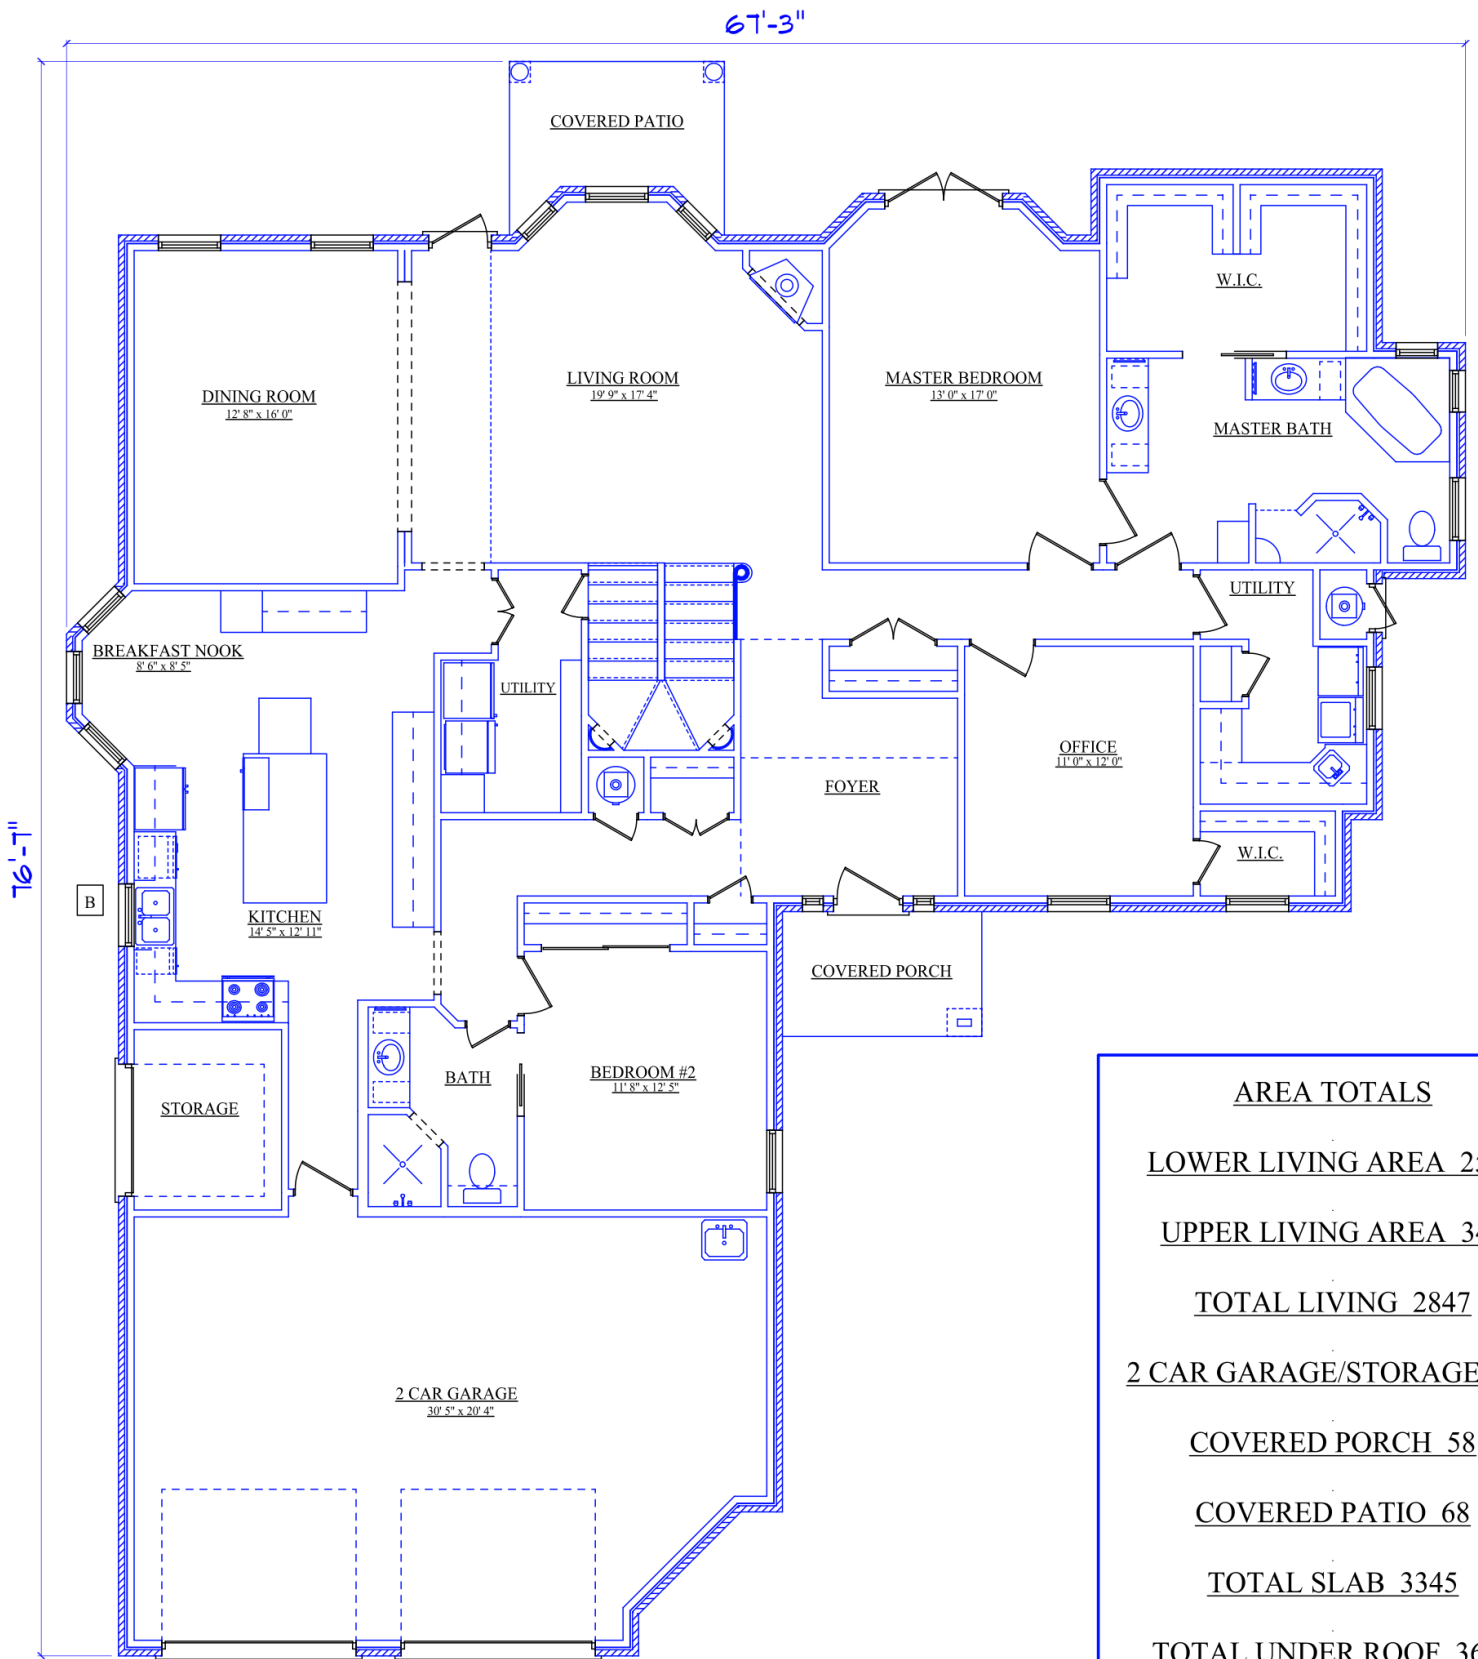 67'-3"
COVERED PATIO
W.I.C.
LIVING ROOM
19' 9" x 17' 4"
MASTER BEDROOM
13' 0" x 17' 0"
DINING ROOM
12' 8" x 16' 0"
MASTER BATH
UTILITY
BREAKFAST NOOK
8' 6" x 8' 5"
UTILITY
OFFICE
11' 0" x 12' 0"
FOYER
76'-7"
W.I.C.
B
KITCHEN
14' 5" x 12' 11"
COVERED PORCH
BATH
BEDROOM #2
11' 8" x 12' 5"
STORAGE
2 CAR GARAGE
30' 5" x 20' 4"
AREA TOTALS
LOWER LIVING AREA
UPPER LIVING AREA
TOTAL LIVING 2847
2 CAR GARAGE/STORAGE
COVERED PORCH 58
COVERED PATIO 68
TOTAL SLAB 3345
TOTAL UNDER ROOF